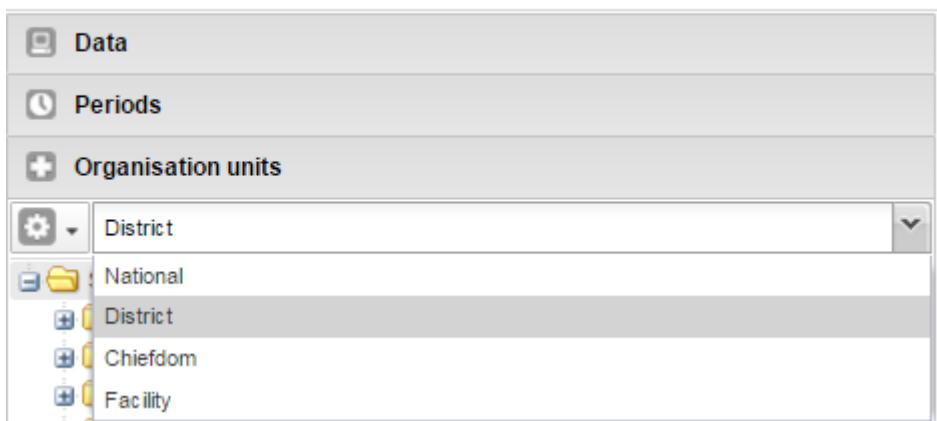 Data
Periods
Organisation units
District
National
District
Chiefdom
Facility